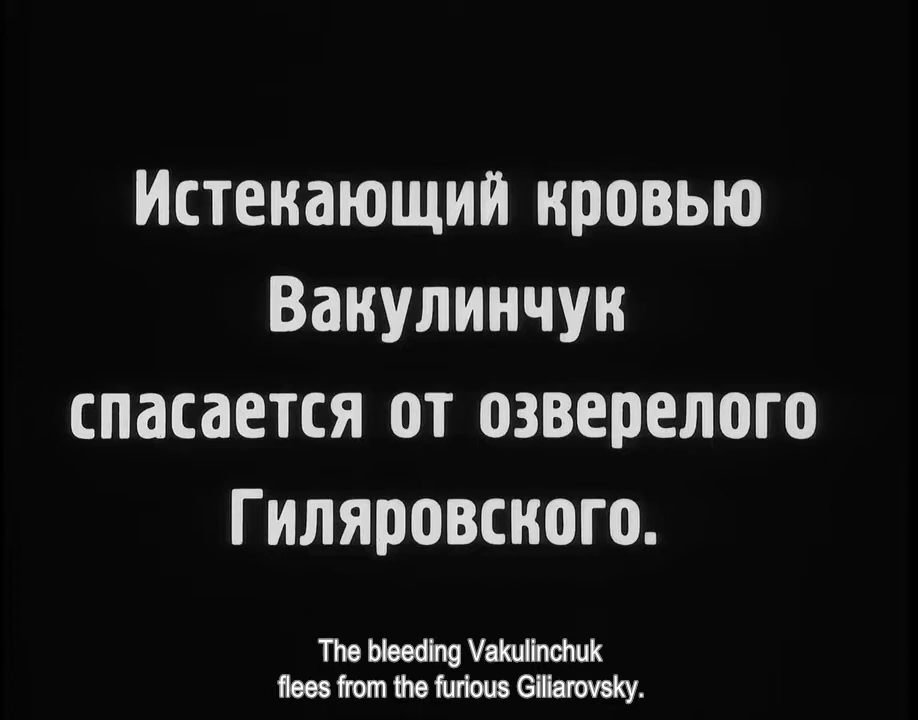 Истекающий кровью
Вакулинчук
спасается от озверелого
Гиляровского.
The bleeding Vakulinchuk
flees from the furious Giliarovsky.